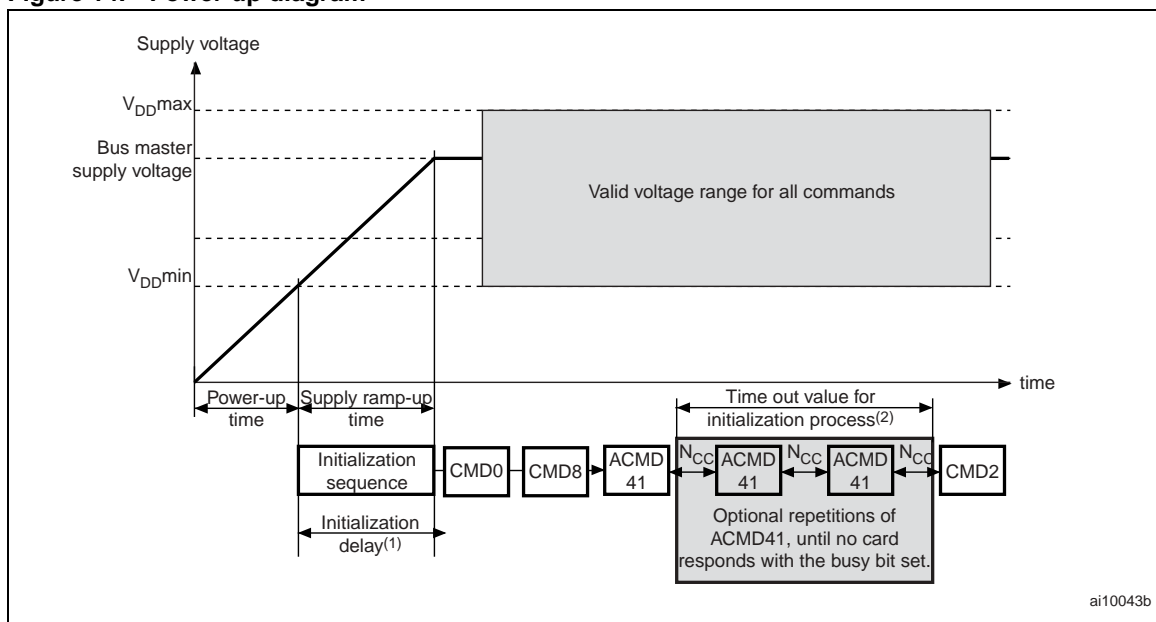 Supply voltage
VDDmax
Bus master
supply voltage
Valid voltage range for all commands
VDDmin
time
Power-up
time
Supply ramp-up
time
Time out value for
initialization process(2)
Initialization
sequence
CMD0
CMD8
ACMD
41
NCC
ACMD
41
NCC
ACMD
41
NCC
CMD2
Initialization
delay(1)
Optional repetitions of
ACMD41, until no card
responds with the busy bit set.
ai10043b